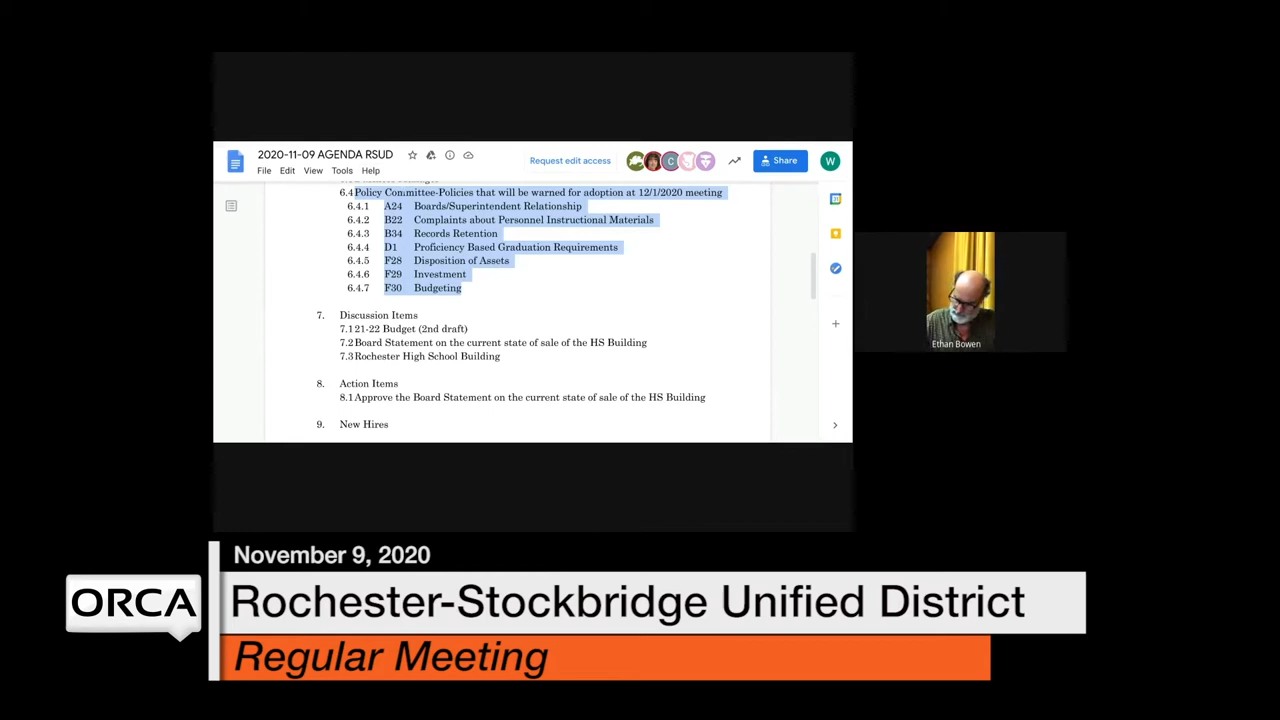 2020-11-09 AGENDA RSUD
File Edit View Tools Help
Request edit access
C
Share
W
6.4 Policy Committee-Policies that will be warned for adoption at 12/1/2020 meeting
6.4.1 A24 Boards/Superintendent Relationship
6.4.2 B22 Complaints about Personnel Instructional Materials
6.4.3 B34 Records Retention
6.4.4 D1 Proficiency Based Graduation Requirements
6.4.5 F28 Disposition of Assets
6.4.6 F29 Investment
6.4.7 F30 Budgeting
7. Discussion Items
7.1 21-22 Budget (2nd draft)
7.2 Board Statement on the current state of sale of the HS Building
7.3 Rochester High School Building
8. Action Items
8.1 Approve the Board Statement on the current state of sale of the HS Building
9. New Hires
Ethan Bowen
November 9, 2020
ORCA
Rochester-Stockbridge Unified District
Regular Meeting